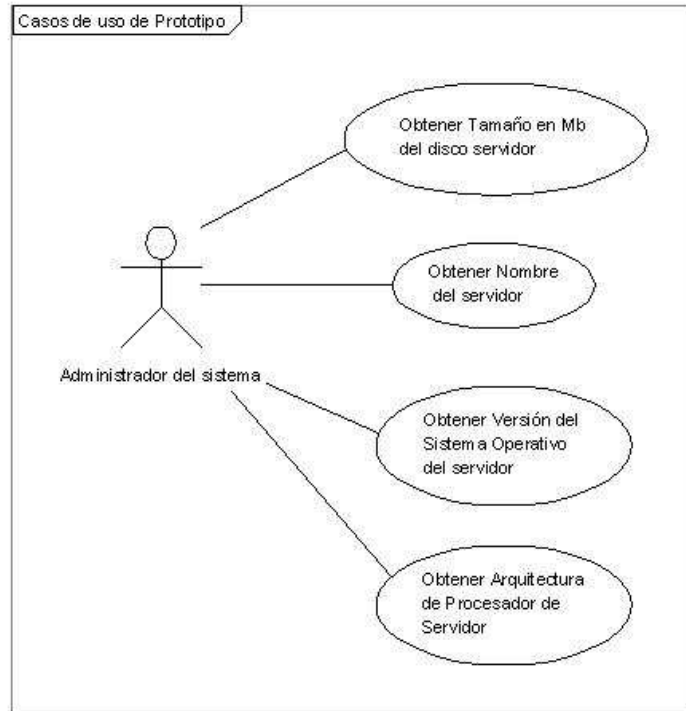 Casos de uso de Prototipo
Obtener Tamaño en Mb
del disco servidor
Obtener Nombre
del servidor
Administrador del sistema
Obtener Versión del
Sistema Operativo
del servidor
Obtener Arquitectura
de Procesador de
Servidor